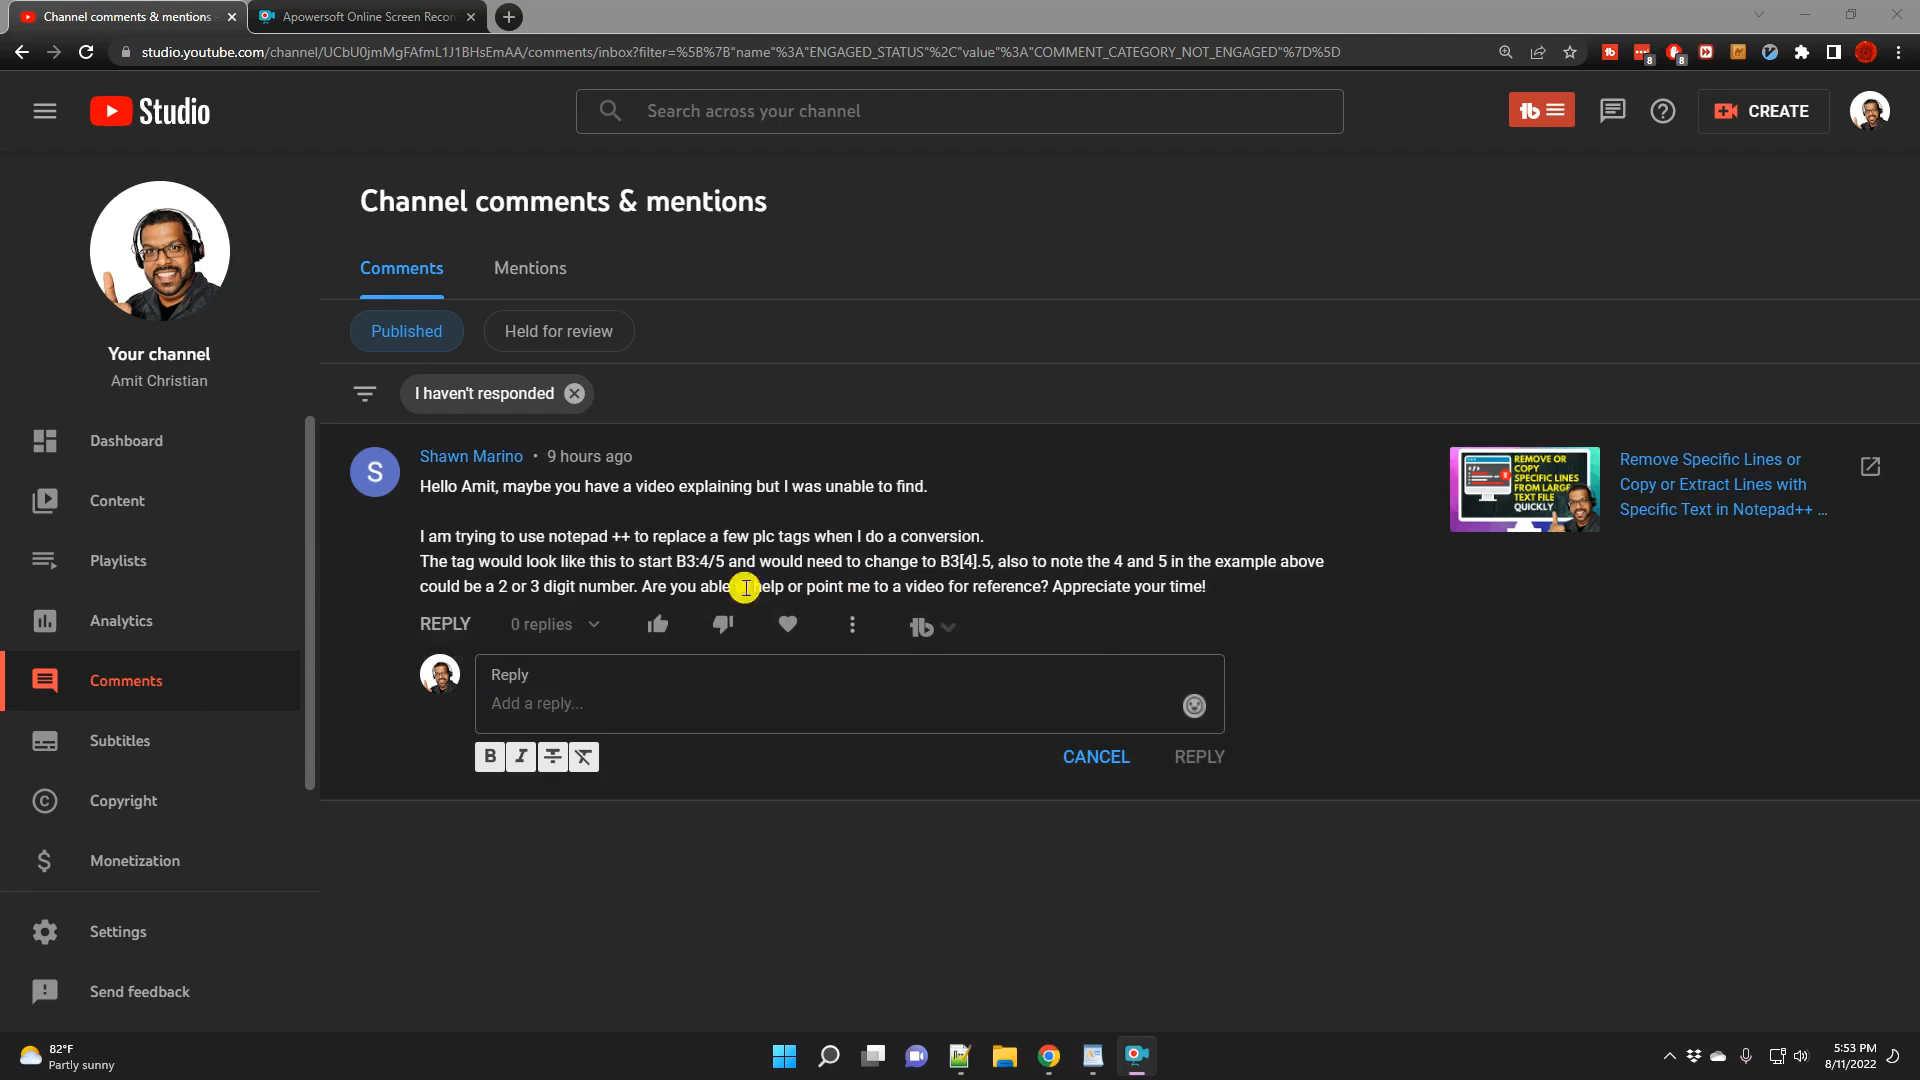 Channel comments & mentions -
Apowersoft Online Screen Recor
studio.youtube.com/channel/UCbU0jmMgFAfmL1J1BHsEmAA/comments/inbox?filter=%5B%7B"name"%3A"ENGAGED_STATUS"%2C"value"%3A"COMMENT_CATEGORY_NOT_ENGAGED"%7D%5D
8
8
Studio
Search across your channel
CREATE
Your channel
Amit Christian
Dashboard
Content
Playlists
Analytics
Comments
Subtitles
Copyright
Monetization
Settings
Send feedback
Channel comments & mentions
Comments
Mentions
Published
Held for review
I haven't responded
S
Shawn Marino • 9 hours ago
Hello Amit, maybe you have a video explaining but I was unable to find.
I am trying to use notepad ++ to replace a few plc tags when I do a conversion.
The tag would look like this to start B3:4/5 and would need to change to B3[4].5, also to note the 4 and 5 in the example above
could be a 2 or 3 digit number. Are you able help or point me to a video for reference? Appreciate your time!
REPLY
0 replies
Reply
Add a reply...
B I
CANCEL
REPLY
REMOVE OR
COPY
SPECIFIC LINES
FROM LARGE
TEXT FILE
QUICKLY
Remove Specific Lines or
Copy or Extract Lines with
Specific Text in Notepad++ ...
82°F
Partly sunny
5:53 PM
8/11/2022